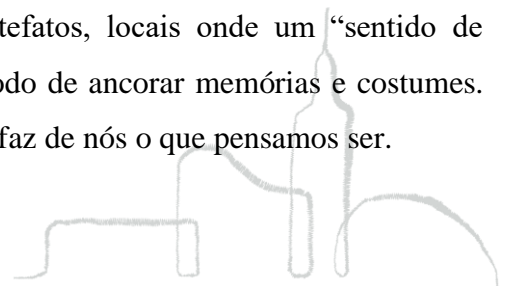 tefatos, locais onde um “sentido de
odo de ancorar memórias e costumes.
faz de nós o que pensamos ser.